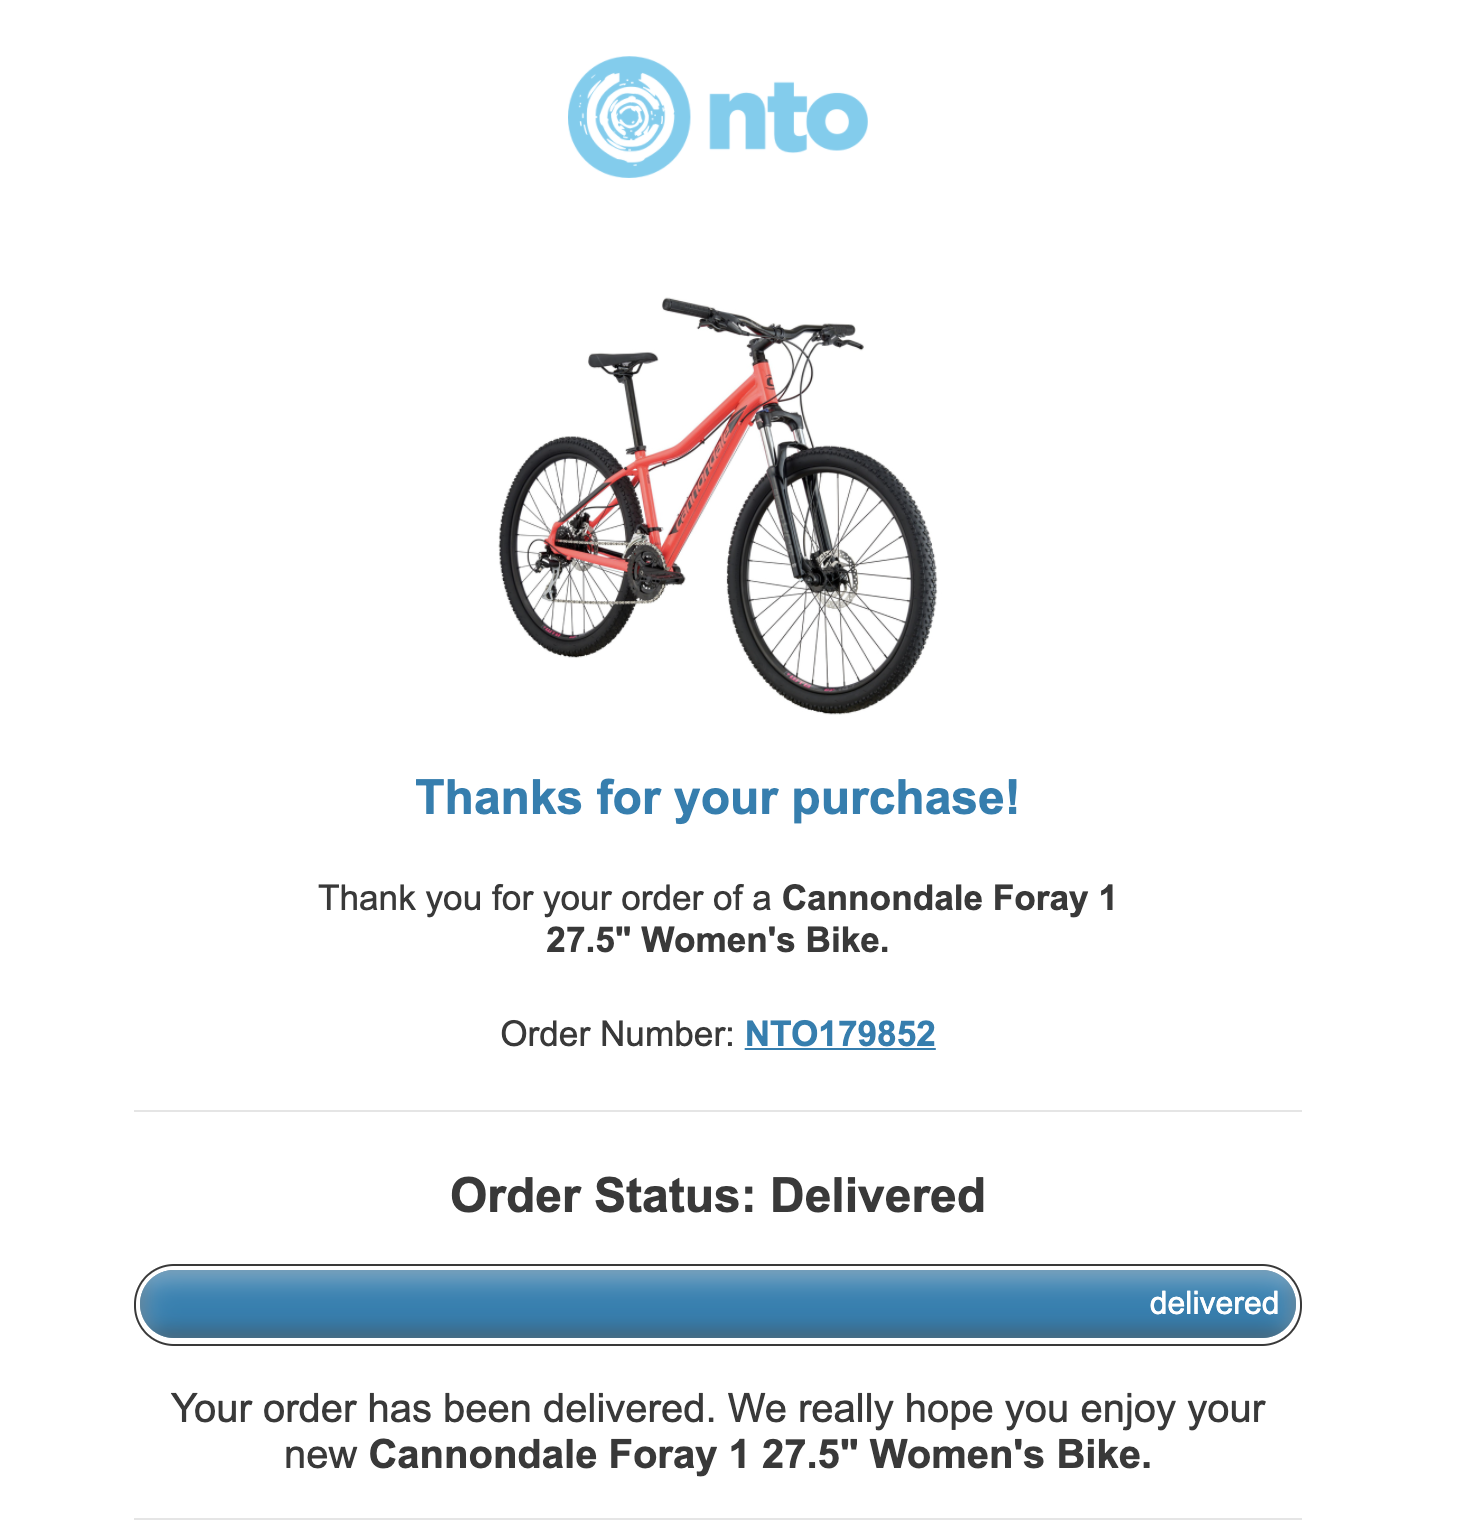 nto
cannondale
Thanks for your purchase!
Thank you for your order of a Cannondale Foray 1
27.5" Women's Bike.
Order Number: NTO179852
Order Status: Delivered
delivered
Your order has been delivered. We really hope you enjoy your
new Cannondale Foray 1 27.5" Women's Bike.